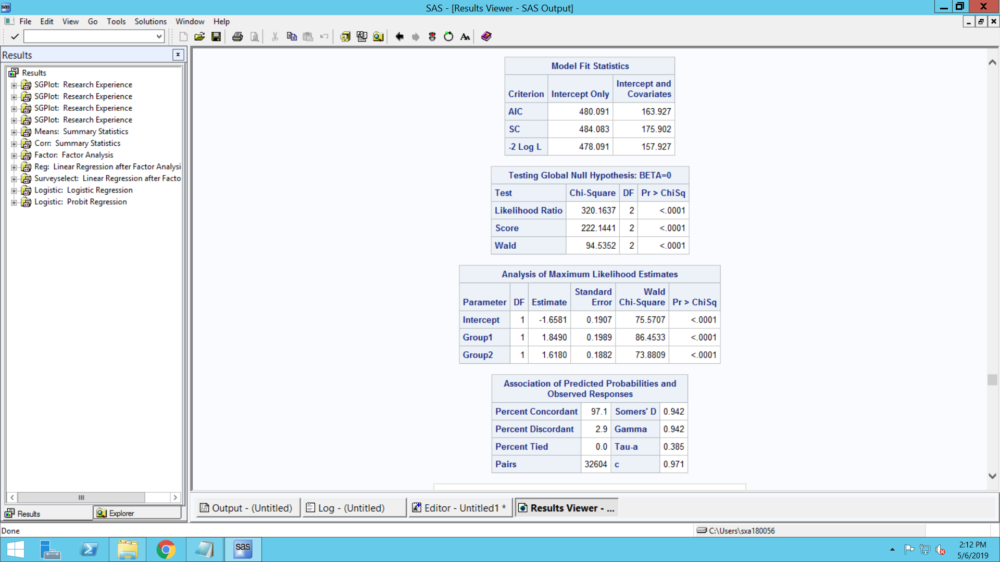 SAS - [Results Viewer - SAS Output]
File Edit View Go Tools Solutions Window Help
Results
Results
SGPlot: Research Experience
SGPlot: Research Experience
SGPlot: Research Experience
SGPlot: Research Experience
Means: Summary Statistics
Corr: Summary Statistics
Factor: Factor Analysis
Reg: Linear Regression after Factor Analysi
Surveyselect: Linear Regression after Facto
Logistic: Logistic Regression
Logistic: Probit Regression
Results Explorer
Model Fit Statistics
Criterion Intercept Only Intercept and Covariates
AIC 480.091 163.927
SC 484.083 175.902
-2 Log L 478.091 157.927
Testing Global Null Hypothesis: BETA=0
Test Chi-Square DF Pr > ChiSq
Likelihood Ratio 320.1637 2 <.0001
Score 222.1441 2 <.0001
Wald 94.5352 2 <.0001
Analysis of Maximum Likelihood Estimates
Parameter DF Estimate Standard Error Wald Chi-Square Pr > ChiSq
Intercept 1 -1.6581 0.1907 75.5707 <.0001
Group1 1 1.8490 0.1989 86.4533 <.0001
Group2 1 1.6180 0.1882 73.8809 <.0001
Association of Predicted Probabilities and
Observed Responses
Percent Concordant 97.1 Somers' D 0.942
Percent Discordant 2.9 Gamma 0.942
Percent Tied 0.0 Tau-a 0.385
Pairs 32604 c 0.971
Output - (Untitled) Log - (Untitled) Editor - Untitled1 * Results Viewer - ...
Done C:\Users\sxa180056
sas
2:12 PM
5/6/2019